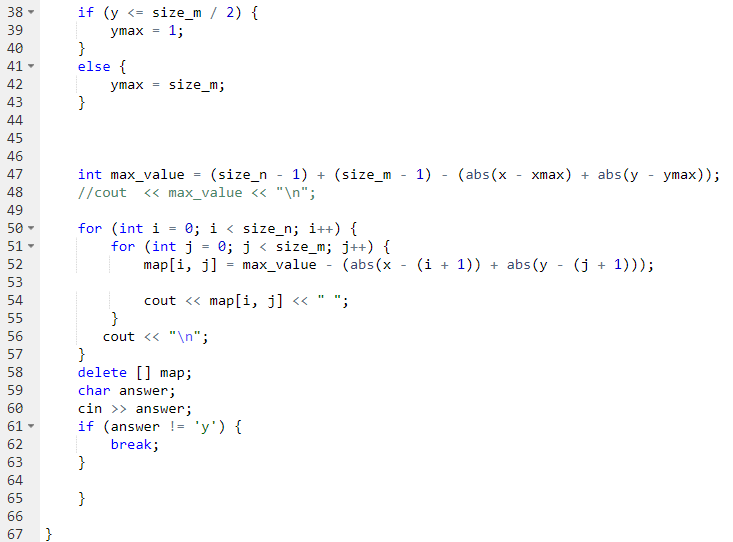 38 if (y <= size_m / 2) {
39 ymax = 1;
40 }
41 else {
42 ymax = size_m;
43 }
44
45
46
47 int max_value = (size_n - 1) + (size_m - 1) - (abs(x - xmax) + abs(y - ymax));
48 //cout << max_value << "\n";
49
50 for (int i = 0; i < size_n; i++) {
51 for (int j = 0; j < size_m; j++) {
52 map[i, j] = max_value - (abs(x - (i + 1)) + abs(y - (j + 1)));
53
54 cout << map[i, j] << " ";
55 }
56 cout << "\n";
57 }
58 delete [] map;
59 char answer;
60 cin >> answer;
61 if (answer != 'y') {
62 break;
63 }
64
65 }
66
67 }